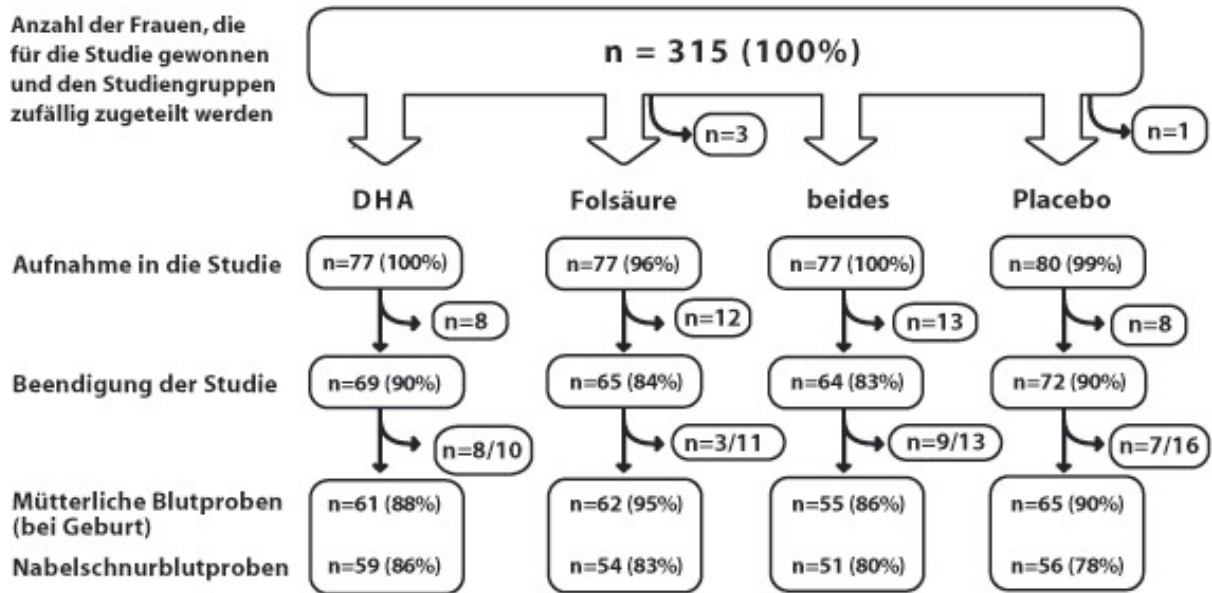 Anzahl der Frauen, die
für die Studie gewonnen
und den Studiengruppen
zufällig zugeteilt werden
n = 315 (100%)
n=3
n=1
DHA Folsäure beides Placebo
Aufnahme in die Studie n=77 (100%) n=77 (96%) n=77 (100%) n=80 (99%)
n=8 n=12 n=13 n=8
Beendigung der Studie n=69 (90%) n=65 (84%) n=64 (83%) n=72 (90%)
n=8/10 n=3/11 n=9/13 n=7/16
Mütterliche Blutproben n=61 (88%) n=62 (95%) n=55 (86%) n=65 (90%)
(bei Geburt)
Nabelschnurblutproben n=59 (86%) n=54 (83%) n=51 (80%) n=56 (78%)